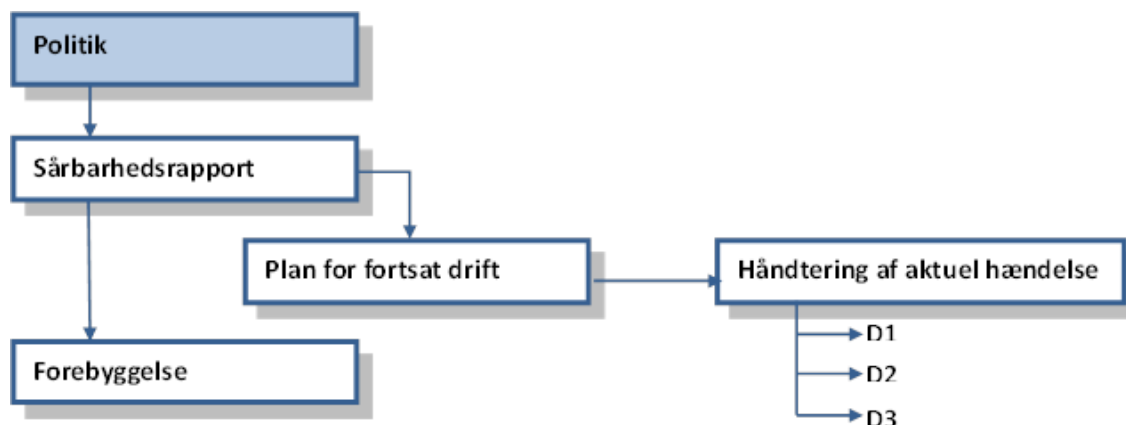 Politik
Sårbarhedsrapport
Plan for fortsat drift
Håndtering af aktuel hændelse
Forebyggelse
D1
D2
D3